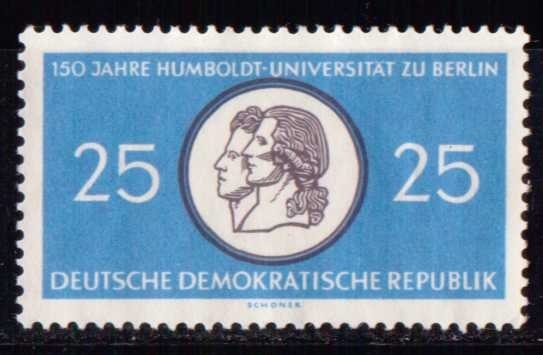 150 JAHRE HUMBOLDT-UNIVERSITÄT ZU BERLIN
25 25
DEUTSCHE DEMOKRATISCHE REPUBLIK
SCHONER